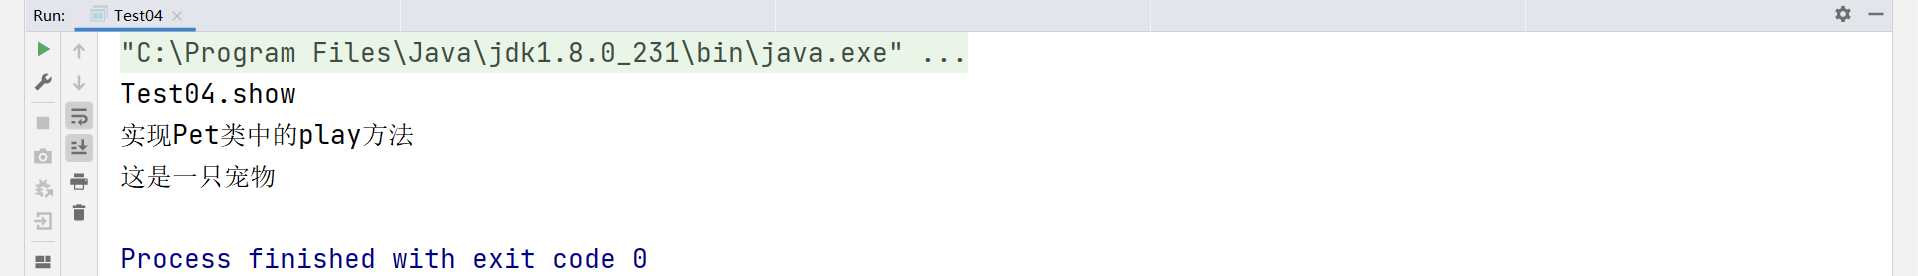 Run: Test04
"C:\Program Files\Java\jdk1.8.0_231\bin\java.exe" ...
Test04.show
实现Pet类中的play方法
这是一只宠物
Process finished with exit code 0